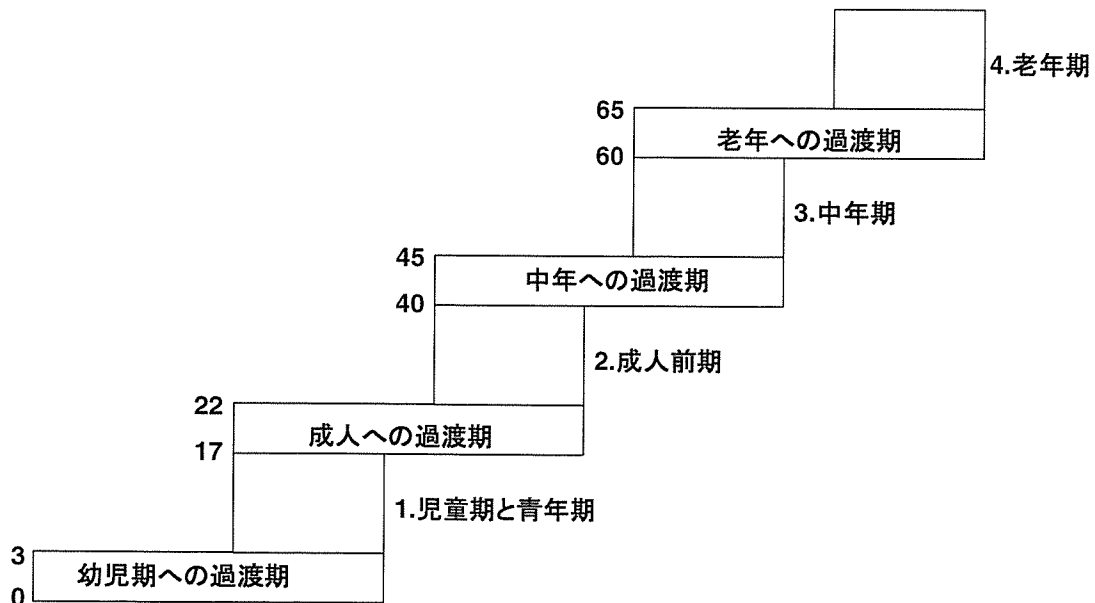 4.老年期
65
老年への過渡期
60
3.中年期
45
中年への過渡期
40
2.成人前期
22
成人への過渡期
17
1.児童期と青年期
3
幼児期への過渡期
0